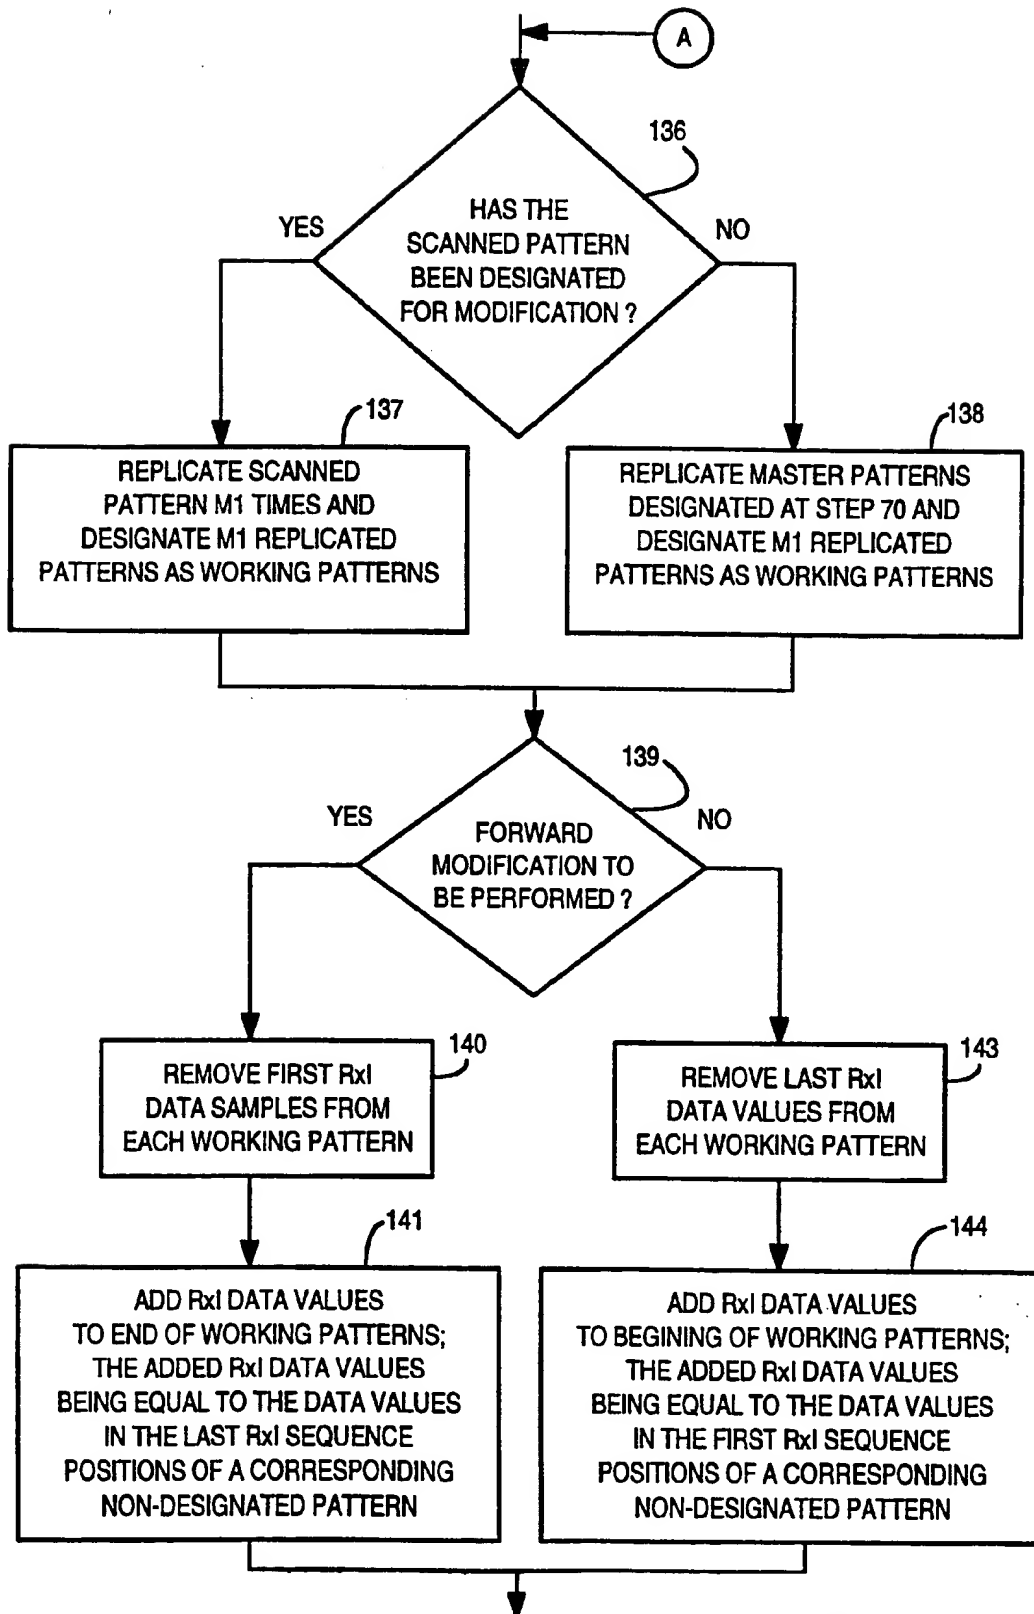 A
136
HAS THE
SCANNED PATTERN
BEEN DESIGNATED
FOR MODIFICATION ?
YES
NO
137
REPLICATE SCANNED
PATTERN M1 TIMES AND
DESIGNATE M1 REPLICATED
PATTERNS AS WORKING PATTERNS
138
REPLICATE MASTER PATTERNS
DESIGNATED AT STEP 70 AND
DESIGNATE M1 REPLICATED
PATTERNS AS WORKING PATTERNS
139
YES
NO
FORWARD
MODIFICATION TO
BE PERFORMED ?
140
REMOVE FIRST RxI
DATA SAMPLES FROM
EACH WORKING PATTERN
143
REMOVE LAST RxI
DATA VALUES FROM
EACH WORKING PATTERN
141
ADD RxI DATA VALUES
TO END OF WORKING PATTERNS;
THE ADDED RxI DATA VALUES
BEING EQUAL TO THE DATA VALUES
IN THE LAST RxI SEQUENCE
POSITIONS OF A CORRESPONDING
NON-DESIGNATED PATTERN
144
ADD RxI DATA VALUES
TO BEGINING OF WORKING PATTERNS;
THE ADDED RxI DATA VALUES
BEING EQUAL TO THE DATA VALUES
IN THE FIRST RxI SEQUENCE
POSITIONS OF A CORRESPONDING
NON-DESIGNATED PATTERN